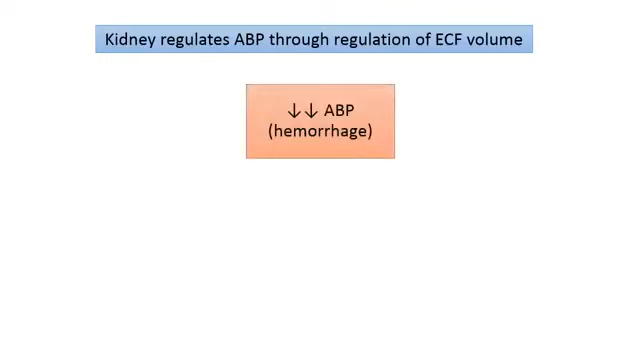 Kidney regulates ABP through regulation of ECF volume
↓↓ ABP
(hemorrhage)